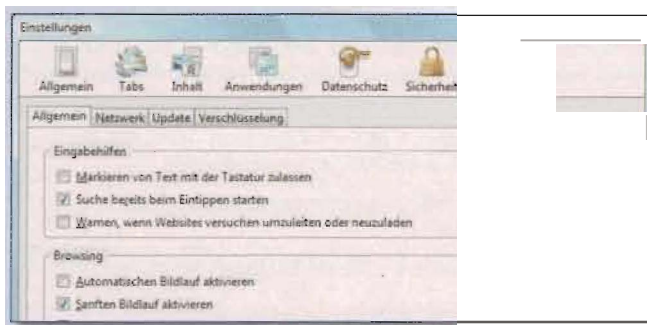 Einstellungen
Allgemein Tabs Inhalt Anwendungen Datenschutz Sicherheit
Allgemein Netzwerk Update Verschlüsselung
Eingabehilfen
Markieren von Text mit der Tastatur zulassen
Suche bereits beim Eintippen starten
Warnen, wenn Websites versuchen umzuleiten oder neuzuladen
Browsing
Automatischen Bildlauf aktivieren
Sanften Bildlauf aktivieren